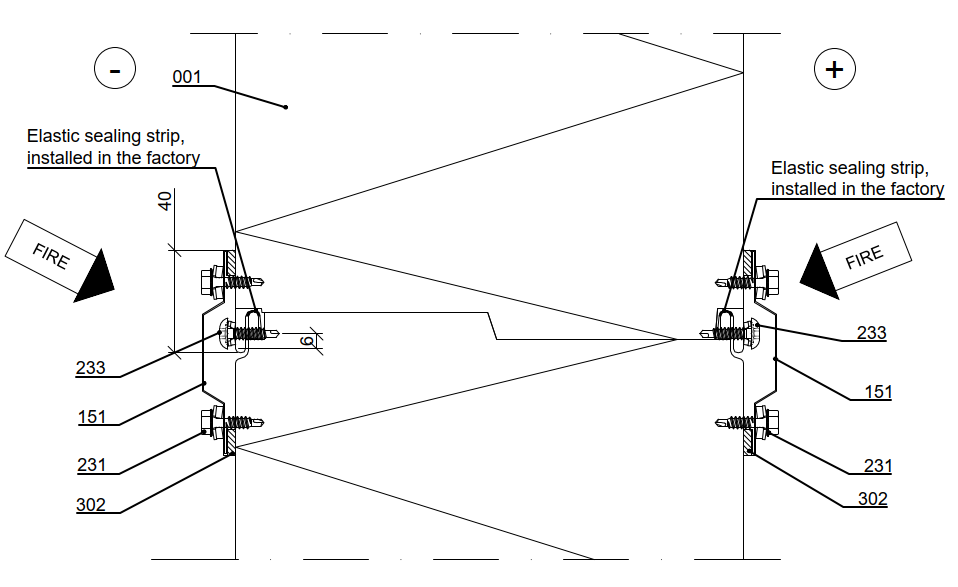 -
+
001
Elastic sealing strip,
installed in the factory
Elastic sealing strip,
installed in the factory
40
FIRE
FIRE
6
233
233
151
151
231
231
302
302